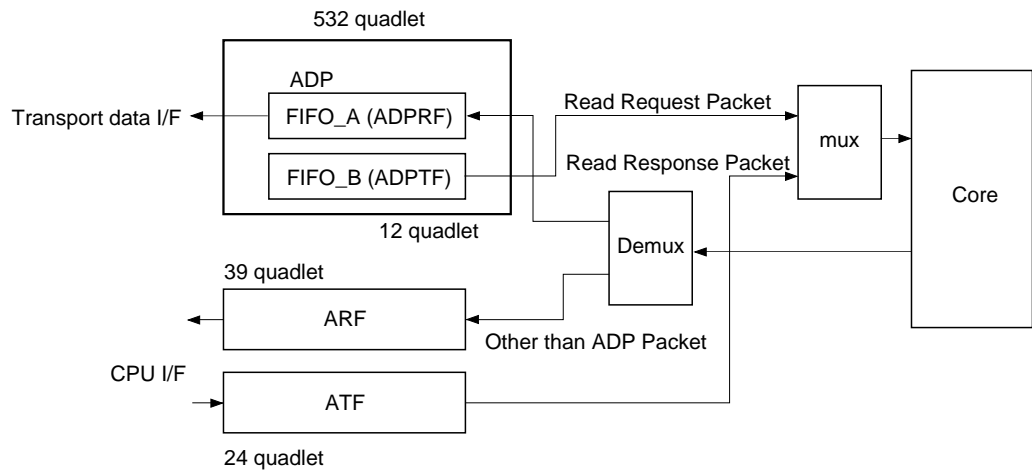 532 quadlet
ADP
Transport data I/F
FIFO_A (ADPRF)
Read Request Packet
mux
FIFO_B (ADPTF)
Read Response Packet
Core
12 quadlet
Demux
39 quadlet
ARF
Other than ADP Packet
CPU I/F
ATF
24 quadlet